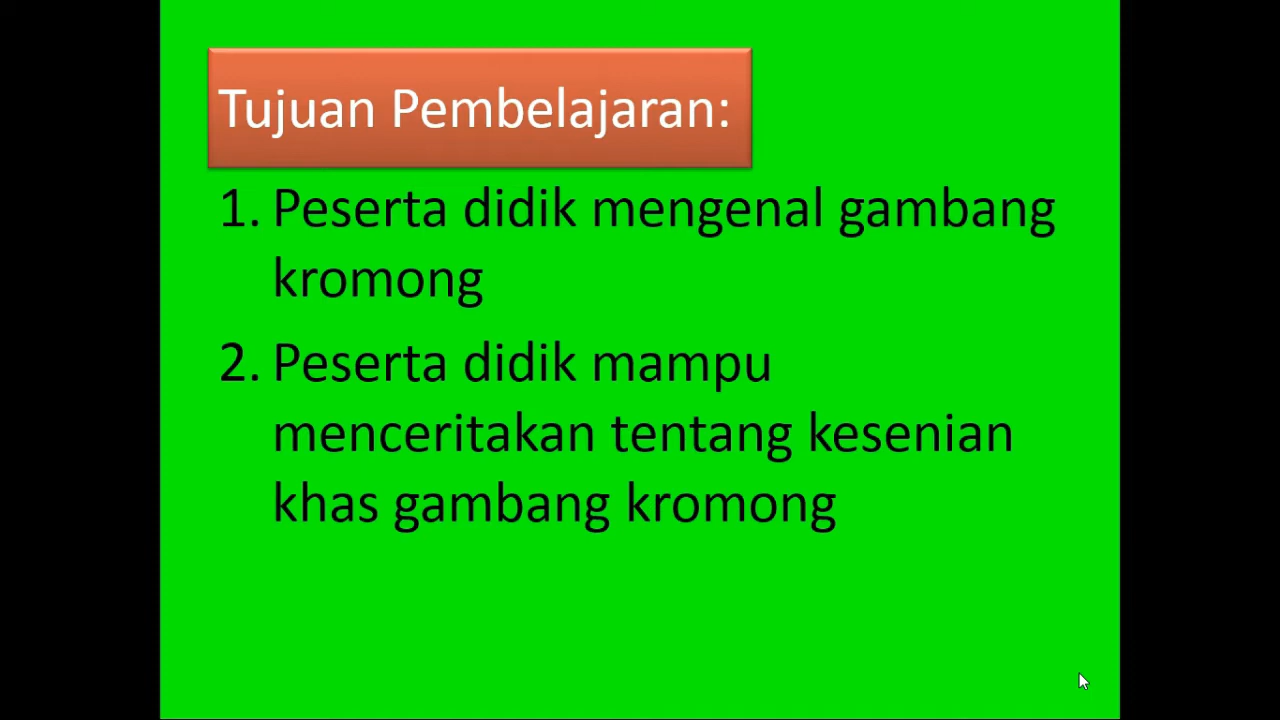 Tujuan Pembelajaran:
1. Peserta didik mengenal gambang
kromong
2. Peserta didik mampu
menceritakan tentang kesenian
khas gambang kromong